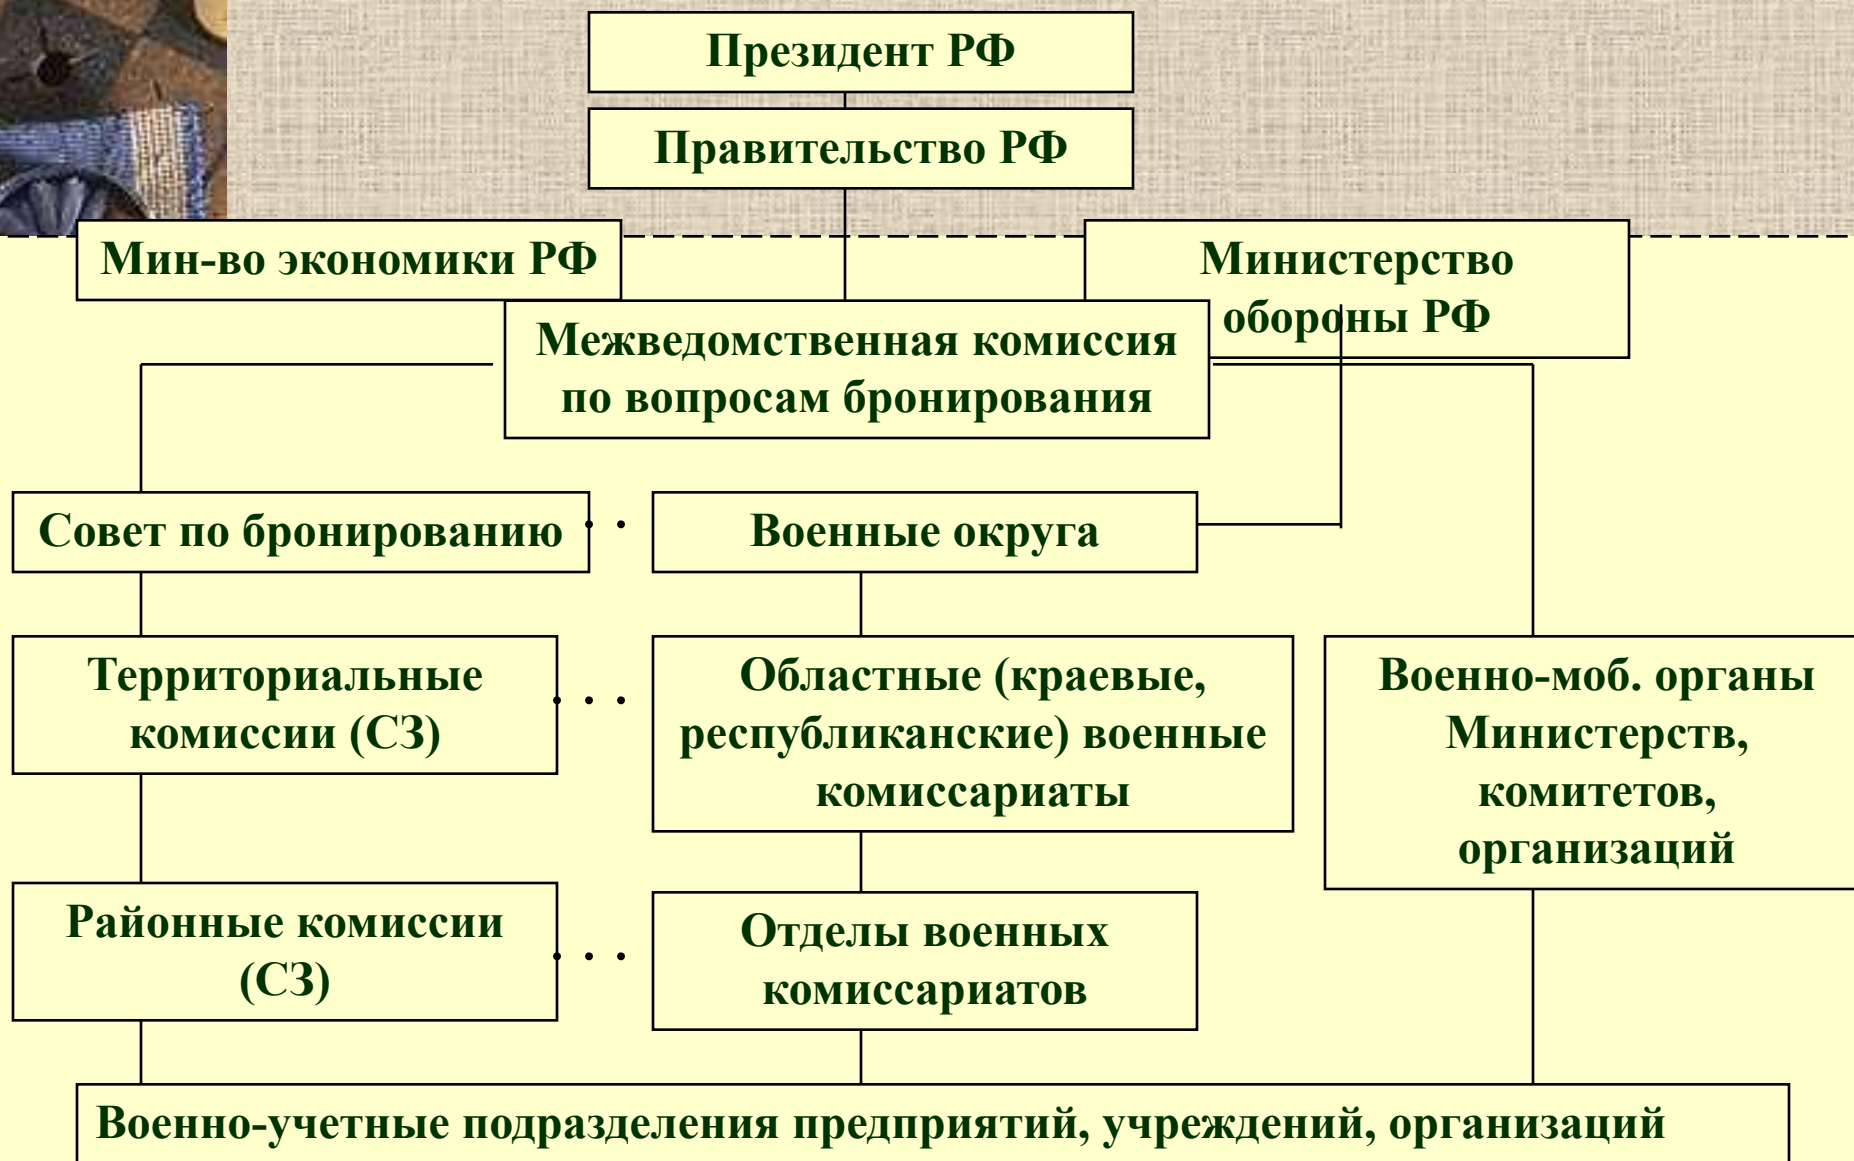 Президент РФ
Правительство РФ
Мин-во экономики РФ
Министерство
обороны РФ
Межведомственная комиссия
по вопросам бронирования
Совет по бронированию
Военные округа
Территориальные
комиссии (СЗ)
Областные (краевые,
республиканские) военные
комиссариаты
Военно-моб. органы
Министерств,
комитетов,
организаций
Районные комиссии
(СЗ)
Отделы военных
комиссариатов
Военно-учетные подразделения предприятий, учреждений, организаций